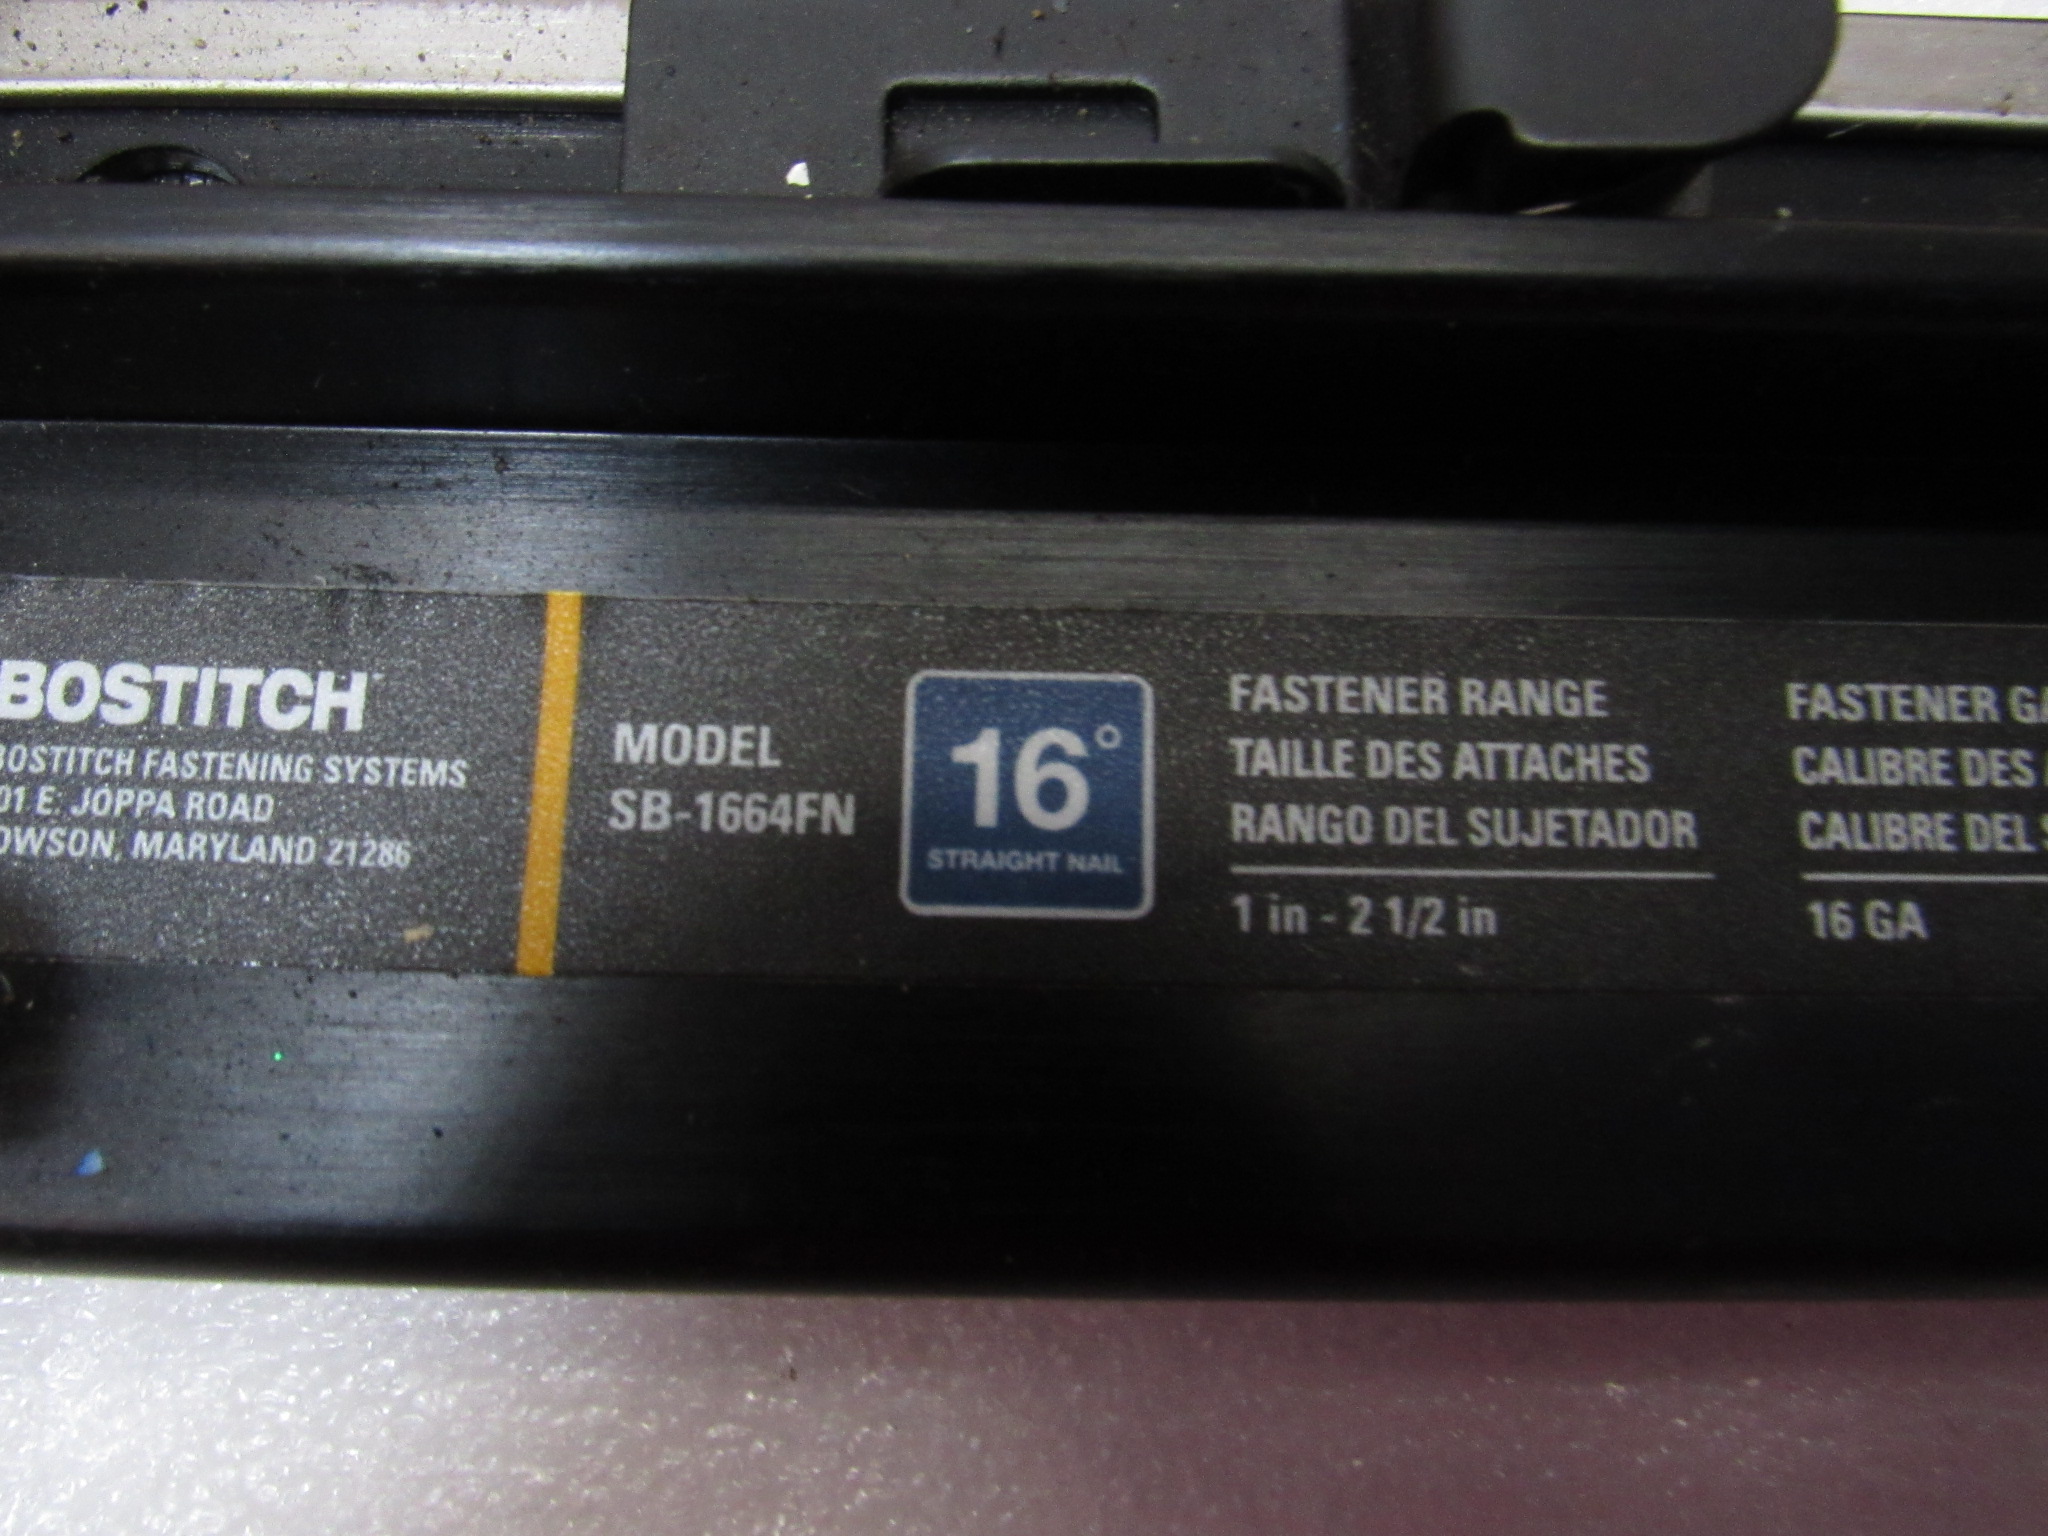 BOSTITCH
BOSTITCH FASTENING SYSTEMS
01 E. JOPPA ROAD
OWSON, MARYLAND 21286
MODEL
SB-1664FN
16°
STRAIGHT NAIL
FASTENER RANGE
TAILLE DES ATTACHES
RANGO DEL SUJETADOR
1 in - 2 1/2 in
FASTENER GA
CALIBRE DES
CALIBRE DEL S
16 GA